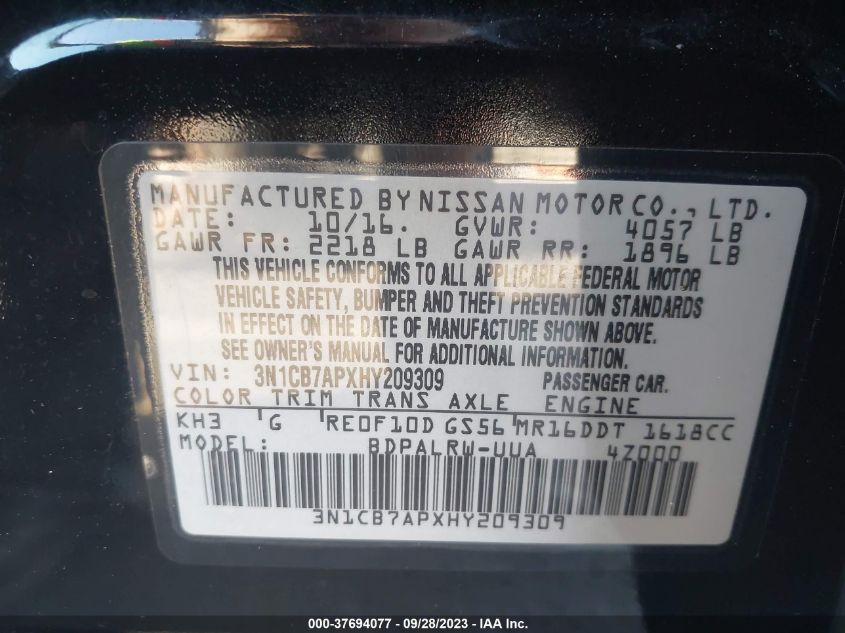 MANUFACTURED BY NISSAN MOTOR CO., LTD.
DATE: 10/16. GVWR: 4057 LB
GAWR FR: 2218 LB GAWR RR: 1896 LB
THIS VEHICLE CONFORMS TO ALL APPLICABLE FEDERAL MOTOR
VEHICLE SAFETY, BUMPER AND THEFT PREVENTION STANDARDS
IN EFFECT ON THE DATE OF MANUFACTURE SHOWN ABOVE.
SEE OWNER'S MANUAL FOR ADDITIONAL INFORMATION.
VIN: 3N1CB7APXHY209309 PASSENGER CAR.
COLOR TRIM TRANS AXLE ENGINE
KH3 G RE0F10D GS56 MR16DDT 1618CC
MODEL: BDPALRW-UUA 4Z000
3N1CB7APXHY209309
000-37694077 - 09/28/2023 - IAA Inc.